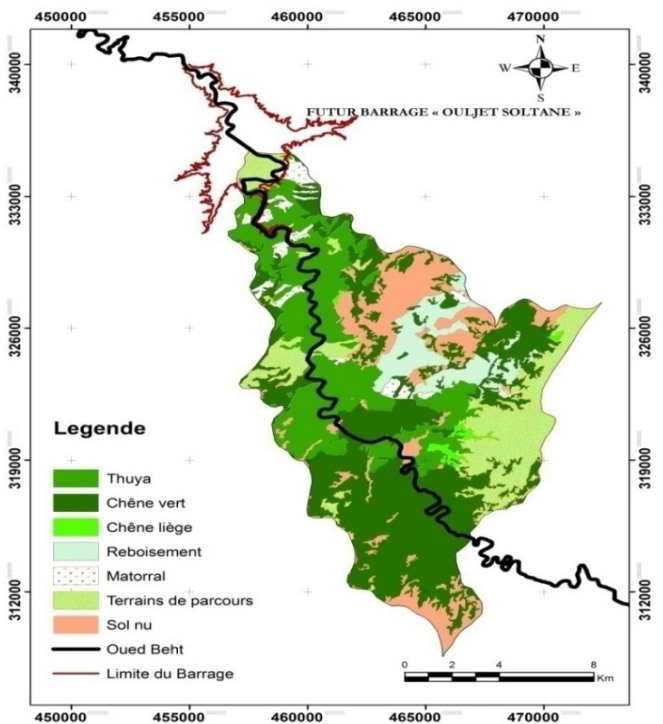 450000 455000 460000 465000 470000
340000
340000
N
W E
S
FUTUR BARRAGE « OULJET SOLTANE »
333000
333000
326000
326000
319000
319000
312000
312000
Legende
Thuya
Chêne vert
Chêne liège
Reboisement
Matorral
Terrains de parcours
Sol nu
Oued Beht
Limite du Barrage
0 2 4 8
Km
450000 455000 460000 465000 470000